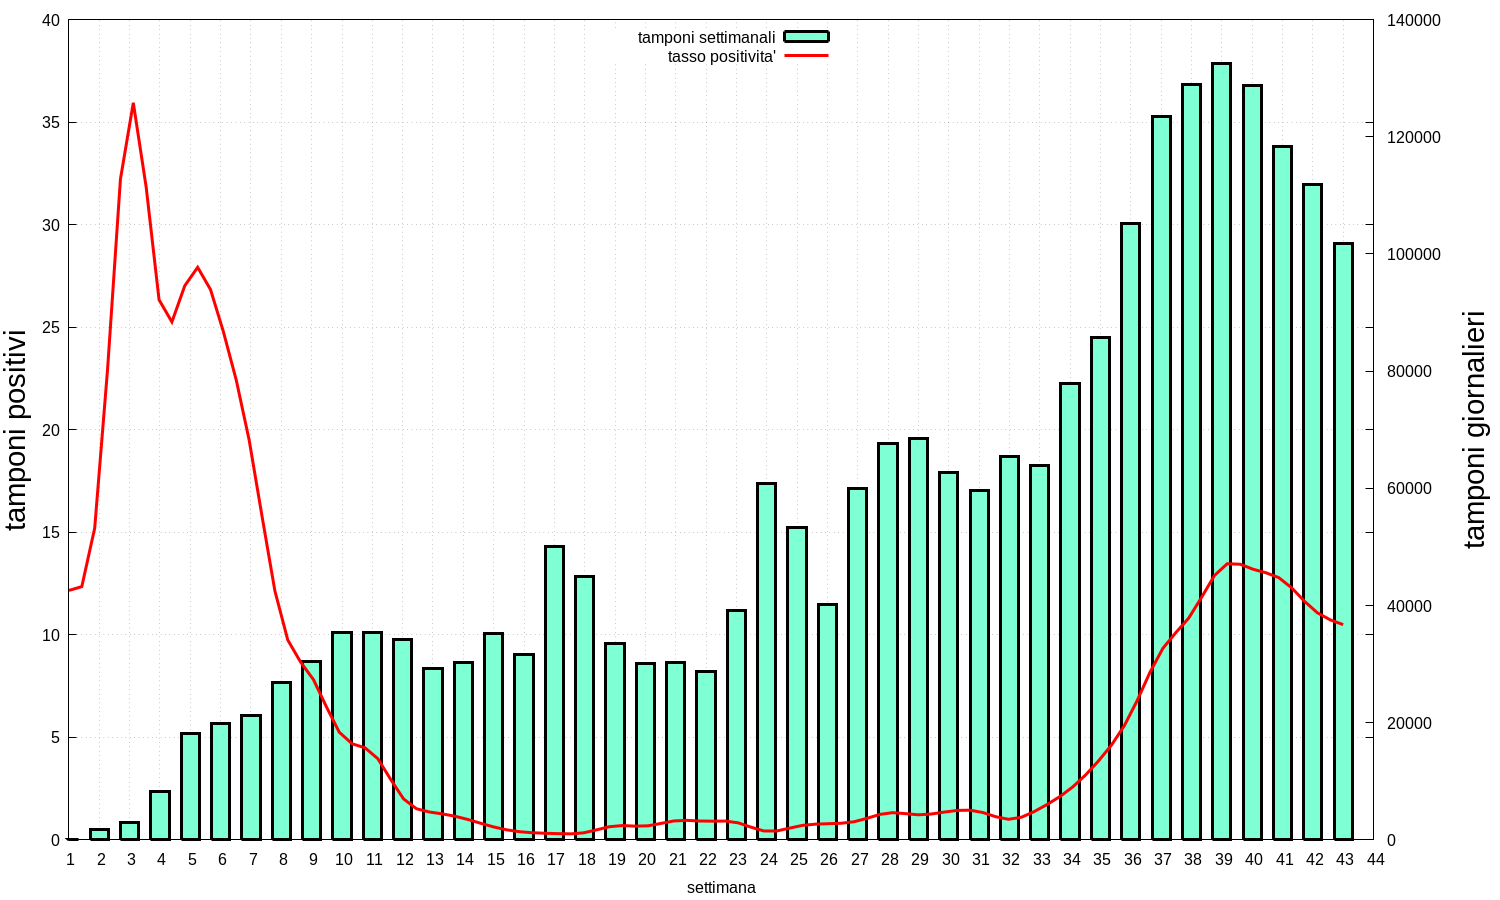 tamponi settimanali
tasso positivita'
40
35
30
25
20
15
10
5
0
tamponi positivi
140000
120000
100000
80000
60000
40000
20000
0
tamponi giornalieri
1 2 3 4 5 6 7 8 9 10 11 12 13 14 15 16 17 18 19 20 21 22 23 24 25 26 27 28 29 30 31 32 33 34 35 36 37 38 39 40 41 42 43 44
settimana